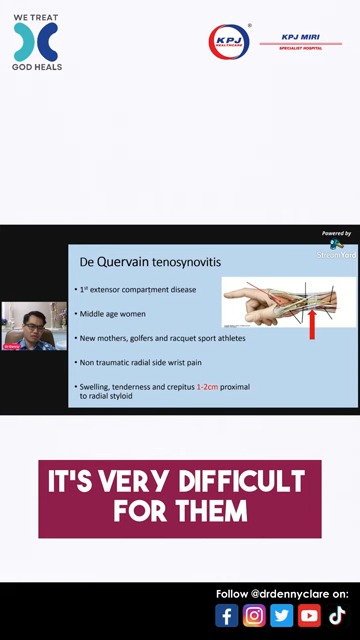 WE TREAT
GOD HEALS
KPJ
HEALTHCARE
®
KPJ MIRI
SPECIALIST HOSPITAL
Powered by
StreamYard
De Quervain tenosynovitis
• 1st extensor compartment disease
• Middle age women
• New mothers, golfers and racquet sport athletes
• Non traumatic radial side wrist pain
• Swelling, tenderness and crepitus 1-2cm proximal
to radial styloid
IT'S VERY DIFFICULT
FOR THEM
Follow @drdennyclare on: